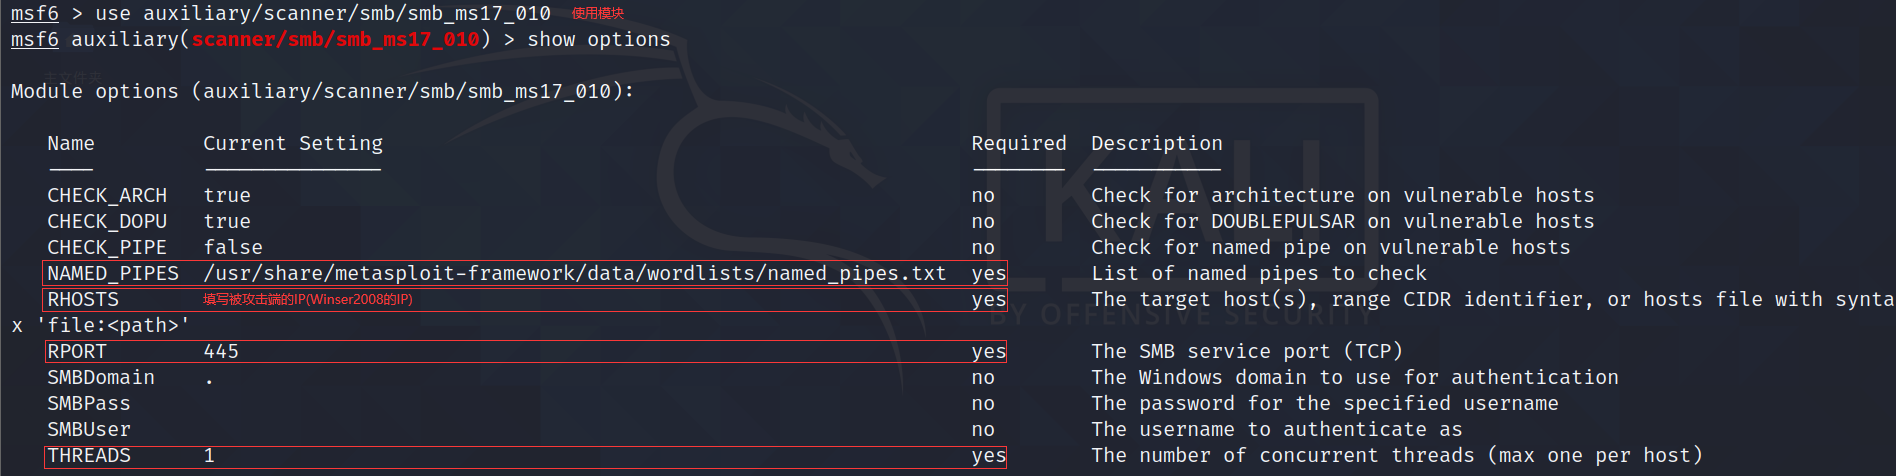 msf6 > use auxiliary/scanner/smb/smb_ms17_010 使用模块
msf6 auxiliary(scanner/smb/smb_ms17_010) > show options
主文件夹
Module options (auxiliary/scanner/smb/smb_ms17_010):
Name Current Setting Required Description
---- --------------- -------- -----------
CHECK_ARCH true no Check for architecture on vulnerable hosts
CHECK_DOPU true no Check for DOUBLEPULSAR on vulnerable hosts
CHECK_PIPE false no Check for named pipe on vulnerable hosts
NAMED_PIPES /usr/share/metasploit-framework/data/wordlists/named_pipes.txt yes List of named pipes to check
RHOSTS 填写被攻击端的IP(Winser2008的IP) yes The target host(s), range CIDR identifier, or hosts file with synta
x 'file:<path>'
RPORT 445 yes The SMB service port (TCP)
SMBDomain . no The Windows domain to use for authentication
SMBPass no The password for the specified username
SMBUser no The username to authenticate as
THREADS 1 yes The number of concurrent threads (max one per host)
KALI
BY OFFENSIVE SECURITY